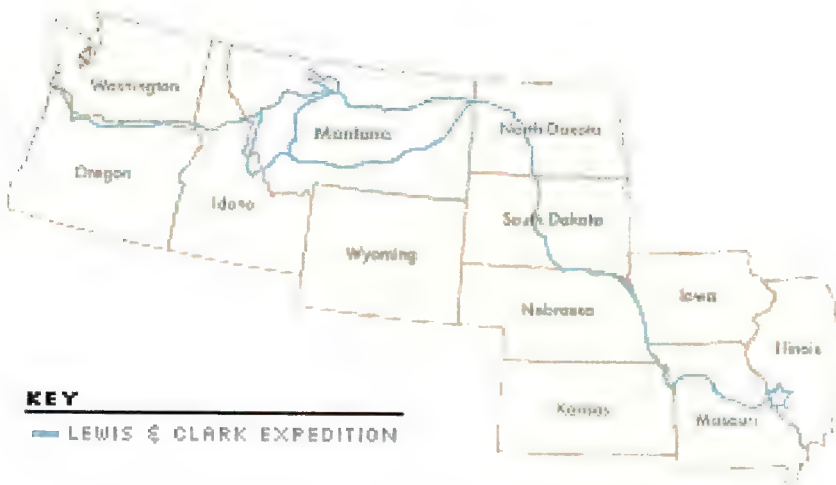 Washington
Montana
North Dakota
Oregon
Idaho
South Dakota
Wyoming
Iowa
Nebraska
Illinois
KEY
Kansas
Missouri
LEWIS & CLARK EXPEDITION